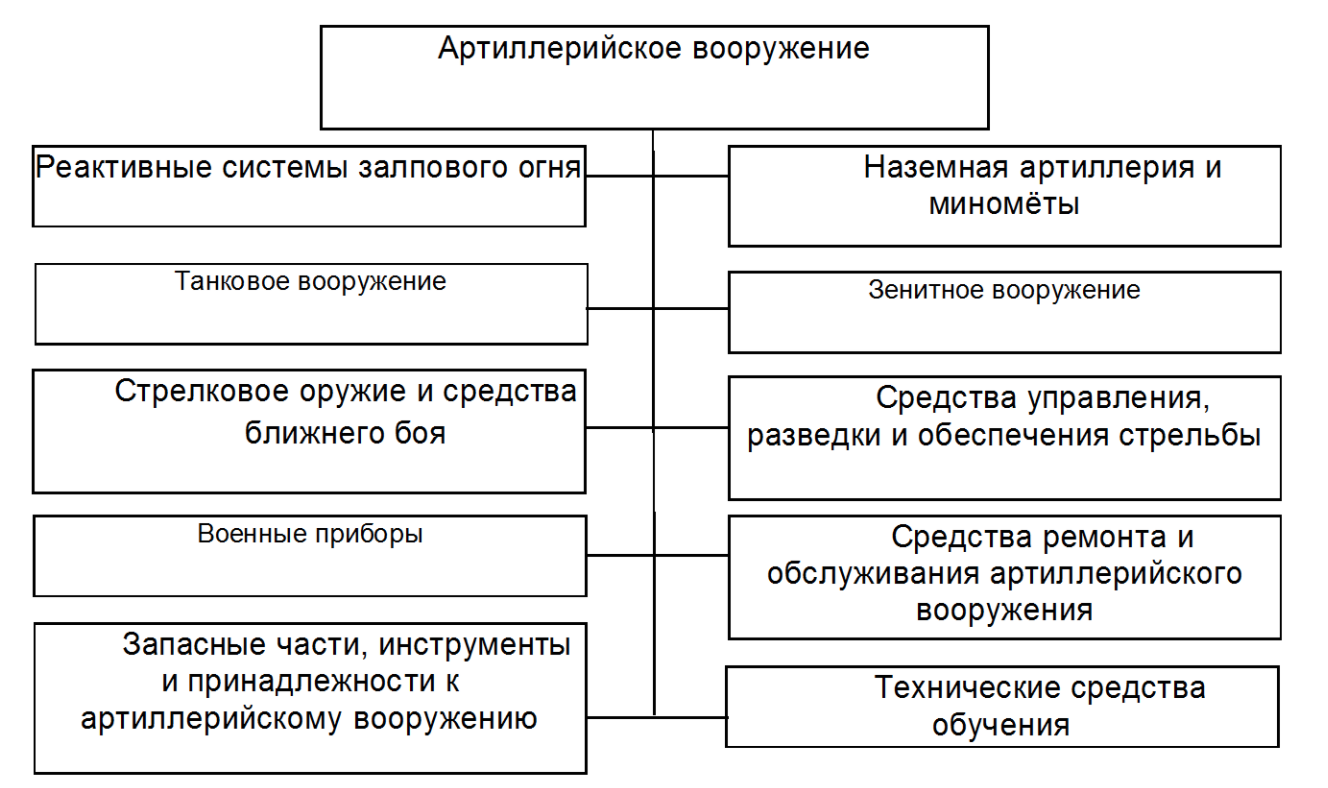 Артиллерийское вооружение
Реактивные системы залпового огня
Наземная артиллерия и
миномёты
Танковое вооружение
Зенитное вооружение
Стрелковое оружие и средства
ближнего боя
Средства управления,
разведки и обеспечения стрельбы
Военные приборы
Средства ремонта и
обслуживания артиллерийского
вооружения
Запасные части, инструменты
и принадлежности к
артиллерийскому вооружению
Технические средства
обучения